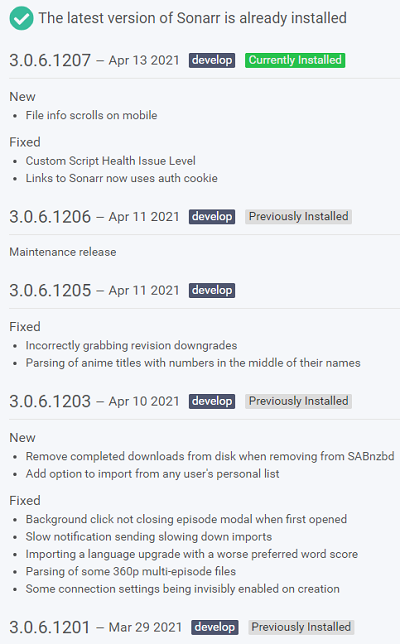 The latest version of Sonarr is already installed
3.0.6.1207 – Apr 13 2021 develop Currently Installed
New
• File info scrolls on mobile
Fixed
• Custom Script Health Issue Level
• Links to Sonarr now uses auth cookie
3.0.6.1206 – Apr 11 2021 develop Previously Installed
Maintenance release
3.0.6.1205 – Apr 11 2021 develop
Fixed
• Incorrectly grabbing revision downgrades
• Parsing of anime titles with numbers in the middle of their names
3.0.6.1203 – Apr 10 2021 develop Previously Installed
New
• Remove completed downloads from disk when removing from SABnzbd
• Add option to import from any user's personal list
Fixed
• Background click not closing episode modal when first opened
• Slow notification sending slowing down imports
• Importing a language upgrade with a worse preferred word score
• Parsing of some 360p multi-episode files
• Some connection settings being invisibly enabled on creation
3.0.6.1201 – Mar 29 2021 develop Previously Installed